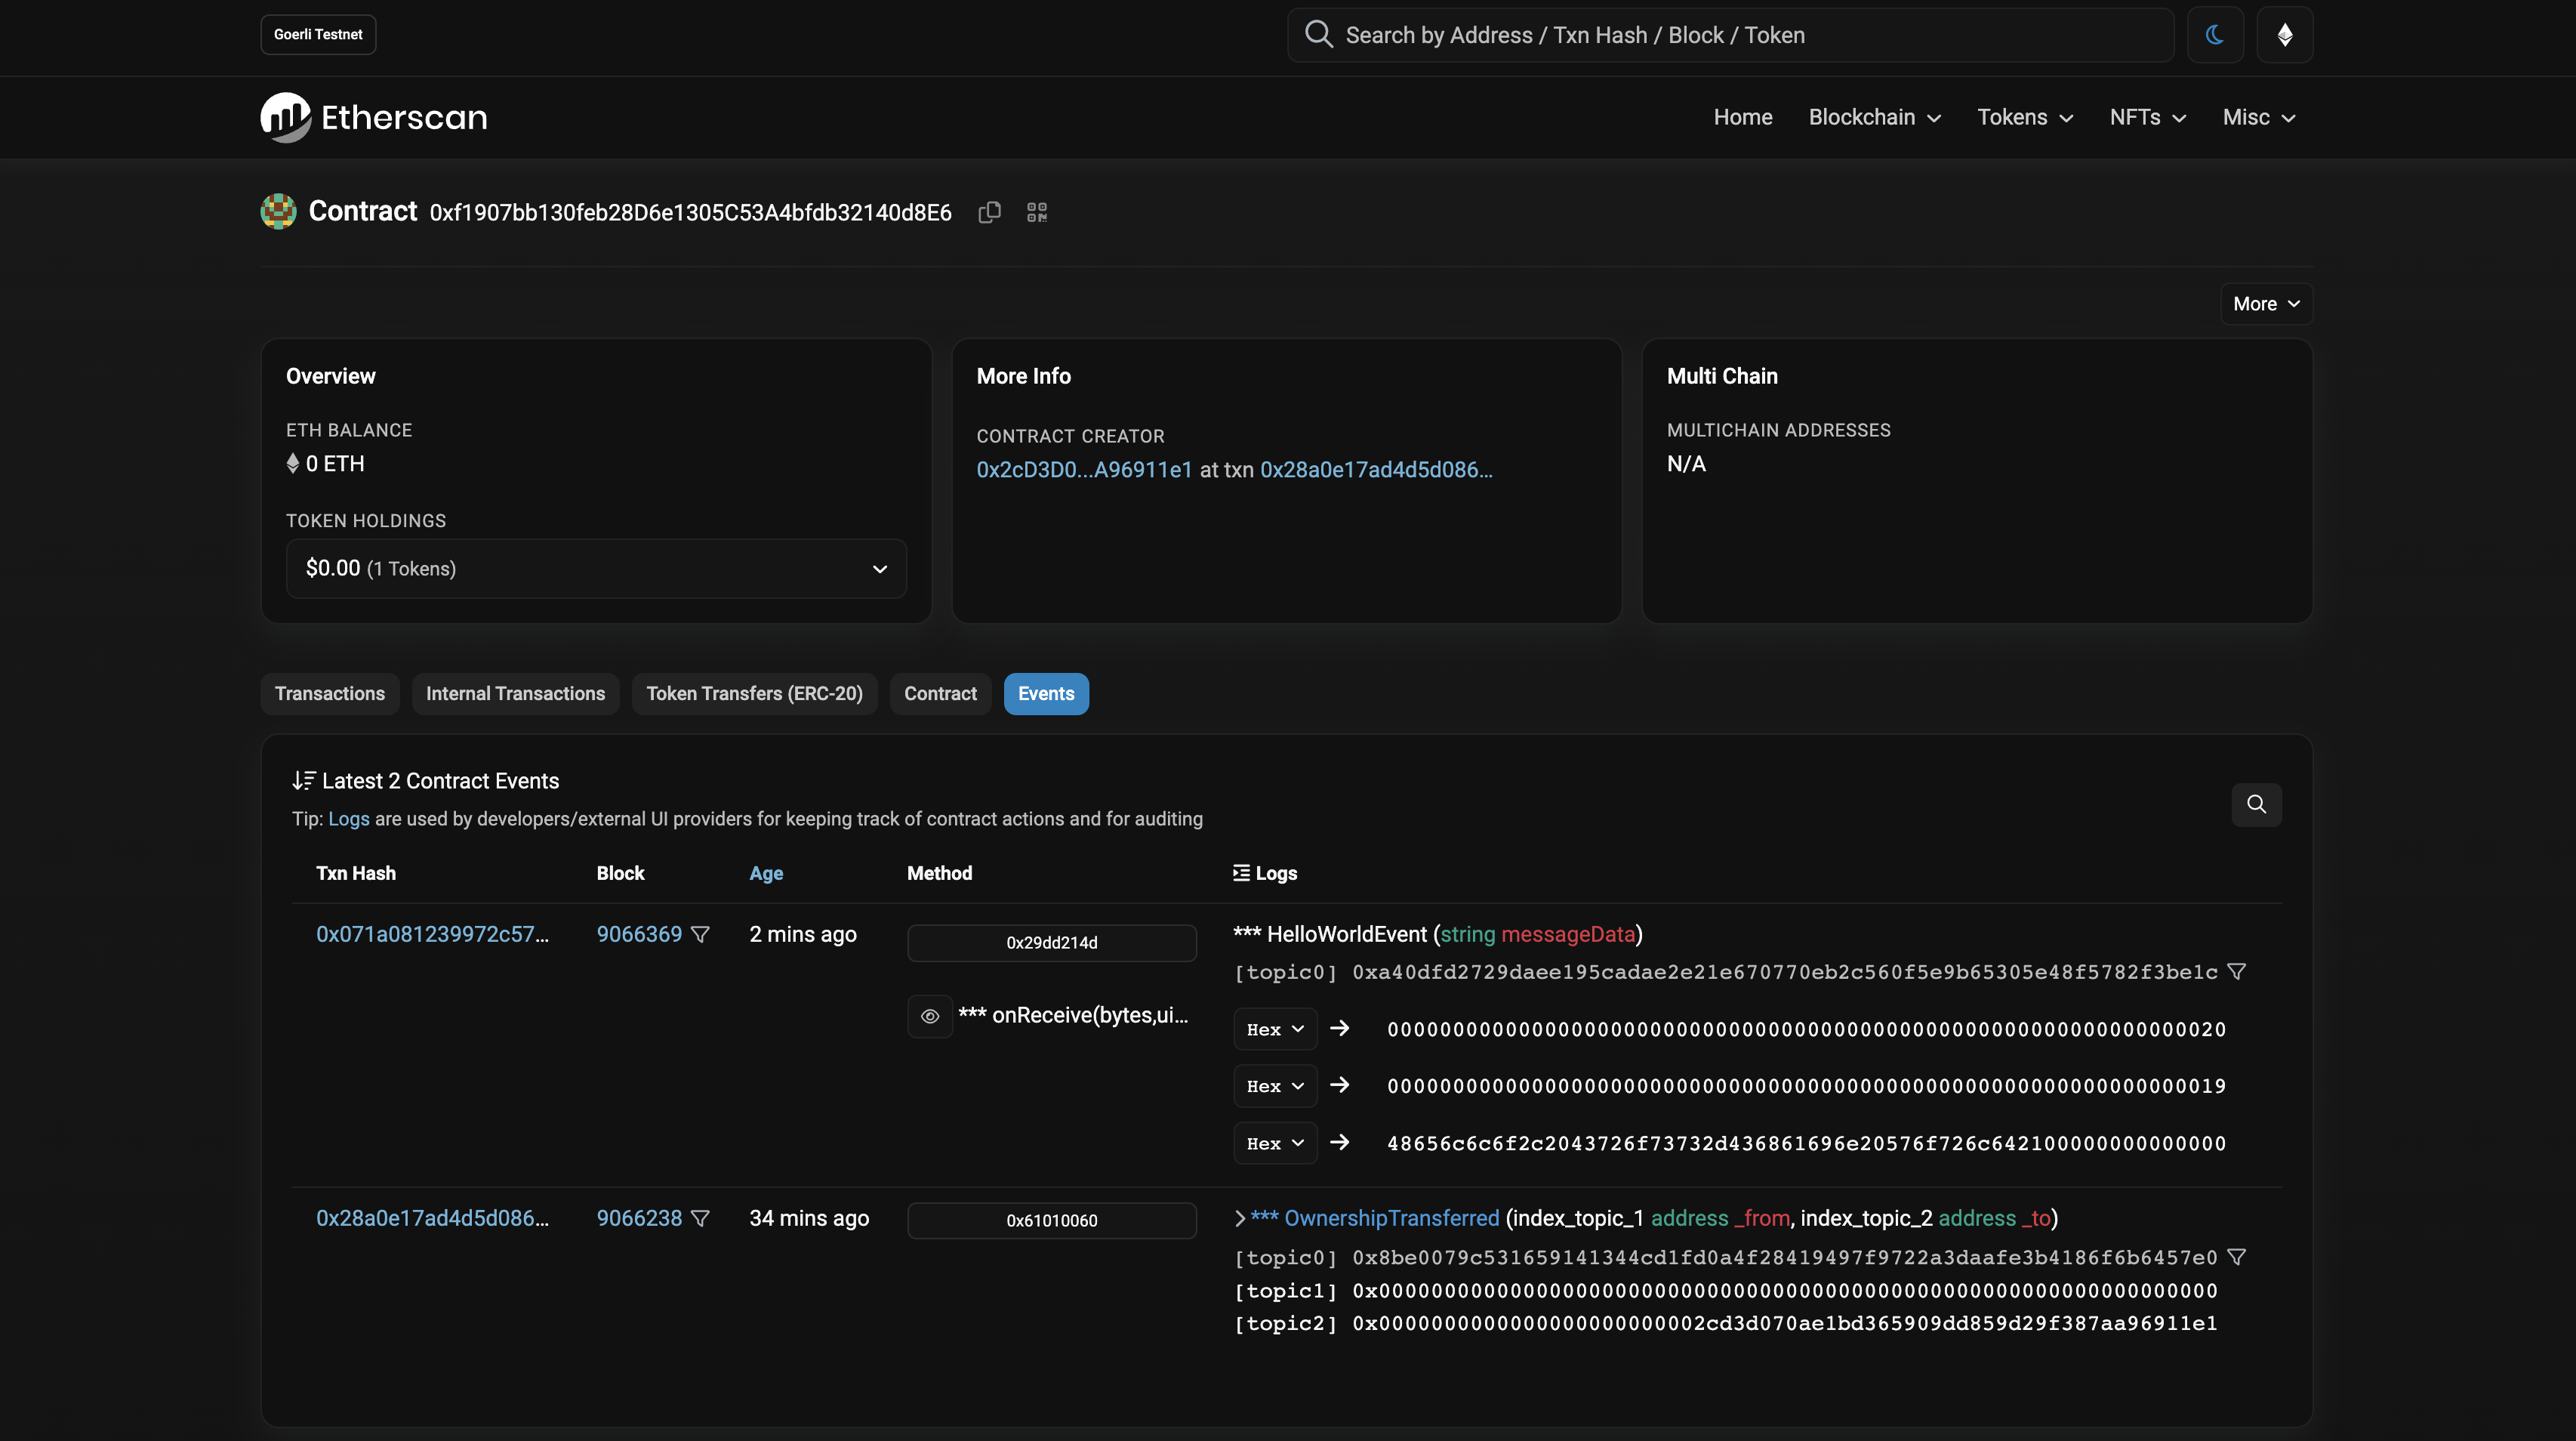 Goerli Testnet
Search by Address / Txn Hash / Block / Token
Etherscan
Home Blockchain Tokens NFTs Misc
Contract 0xf1907bb130feb28D6e1305C53A4bfdb32140d8E6
More
Overview
ETH BALANCE
0 ETH
TOKEN HOLDINGS
$0.00 (1 Tokens)
More Info
CONTRACT CREATOR
0x2cD3D0...A96911e1 at txn 0x28a0e17ad4d5d086...
Multi Chain
MULTICHAIN ADDRESSES
N/A
Transactions Internal Transactions Token Transfers (ERC-20) Contract Events
Latest 2 Contract Events
Tip: Logs are used by developers/external UI providers for keeping track of contract actions and for auditing
Txn Hash Block Age Method Logs
0x071a081239972c57... 9066369 2 mins ago 0x29dd214d
*** onReceive(bytes,ui...
*** HelloWorldEvent (string messageData)
[topic0] 0xa40dfd2729daee195cadae2e21e670770eb2c560f5e9b65305e48f5782f3be1c
Hex 0000000000000000000000000000000000000000000000000000000000000020
Hex 0000000000000000000000000000000000000000000000000000000000000019
Hex 48656c6c6f2c2043726f73732d436861696e20576f726c642100000000000000
0x28a0e17ad4d5d086... 9066238 34 mins ago 0x61010060
*** OwnershipTransferred (index_topic_1 address _from, index_topic_2 address _to)
[topic0] 0x8be0079c531659141344cd1fd0a4f28419497f9722a3daafe3b4186f6b6457e0
[topic1] 0x0000000000000000000000000000000000000000000000000000000000000000
[topic2] 0x0000000000000000000000002cd3d070ae1bd365909dd859d29f387aa96911e1